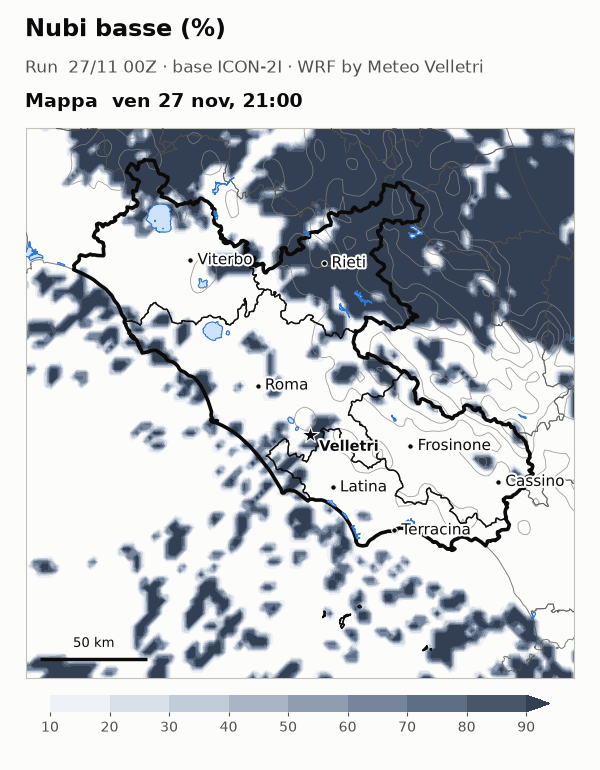 Nubi basse (%)
Run  27/11 00Z · base ICON-2I · WRF by Meteo Velletri
Mappa  ven 27 nov, 21:00
Viterbo
Rieti
Roma
Velletri
Frosinone
Cassino
Latina
Terracina
50 km
10 20 30 40 50 60 70 80 90